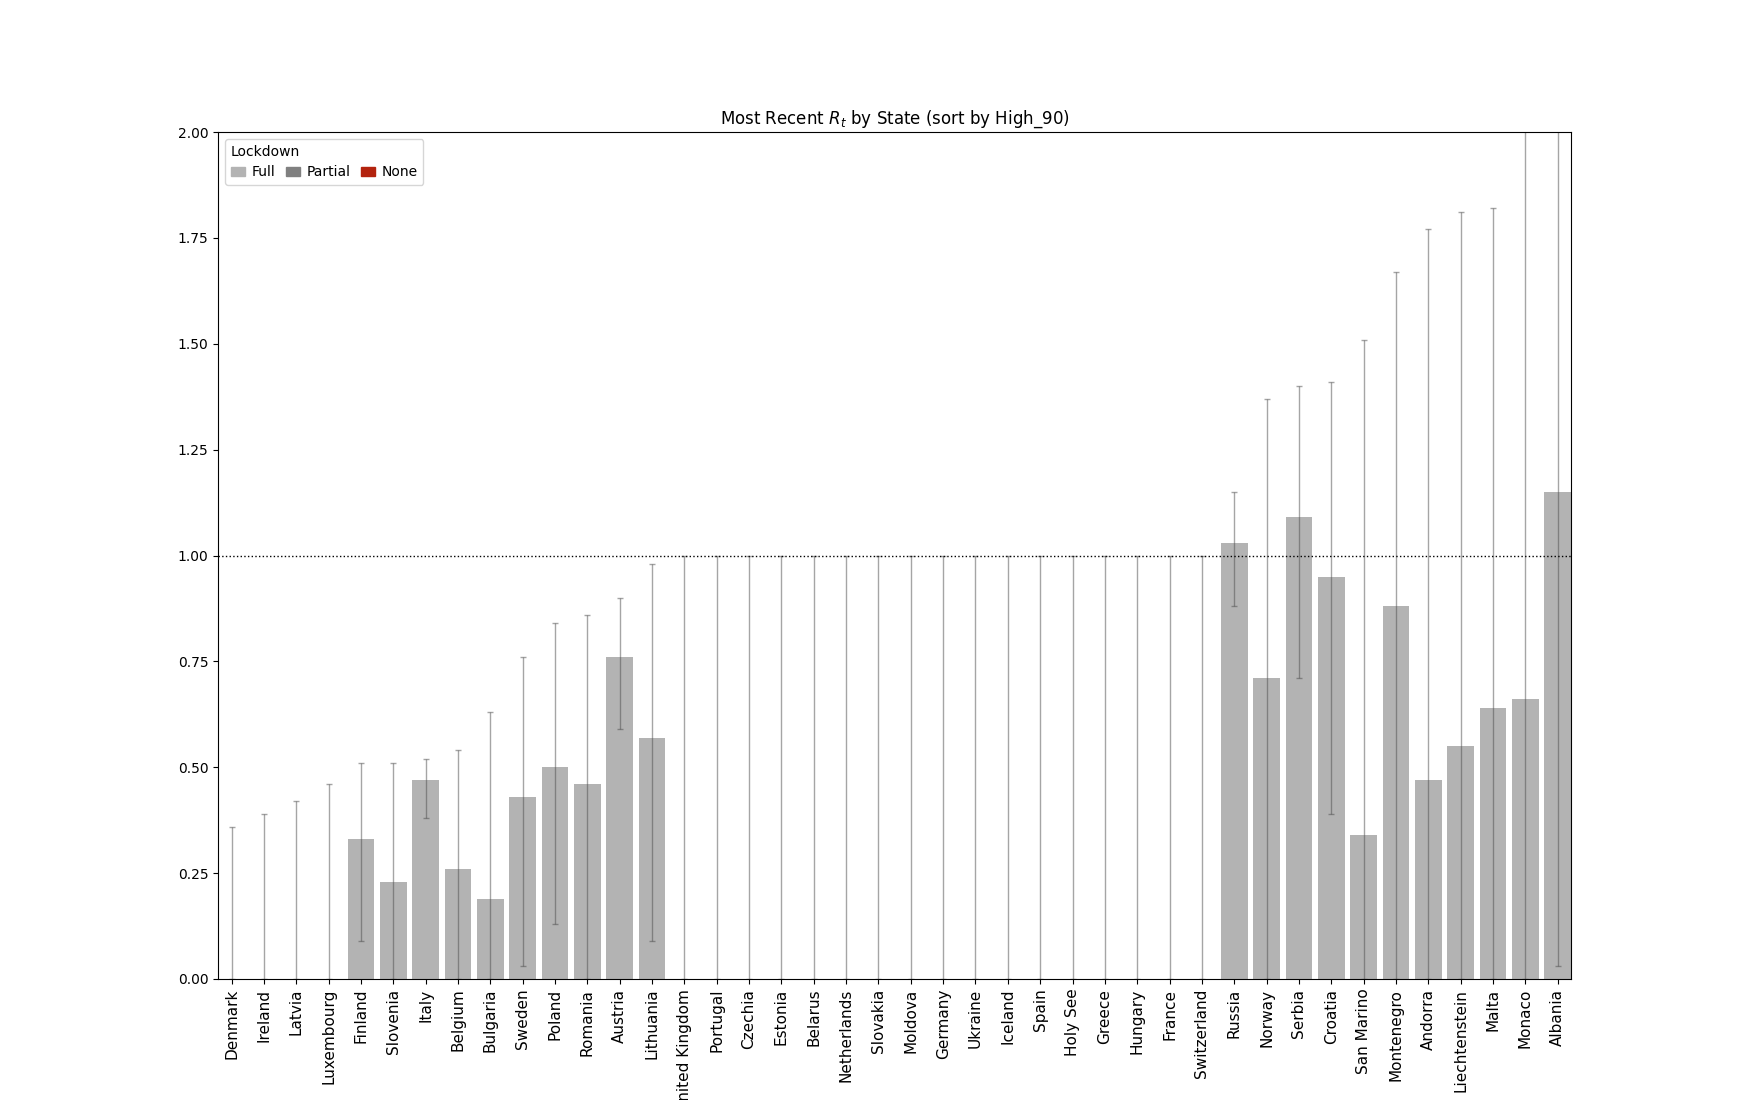 Most Recent R_t by State (sort by High_90)
Lockdown
Full Partial None
2.00
1.75
1.50
1.25
1.00
0.75
0.50
0.25
0.00
Denmark
Ireland
Latvia
Luxembourg
Finland
Slovenia
Italy
Belgium
Bulgaria
Sweden
Poland
Romania
Austria
Lithuania
nited Kingdom
Portugal
Czechia
Estonia
Belarus
Netherlands
Slovakia
Moldova
Germany
Ukraine
Iceland
Spain
Holy See
Greece
Hungary
France
Switzerland
Russia
Norway
Serbia
Croatia
San Marino
Montenegro
Andorra
Liechtenstein
Malta
Monaco
Albania